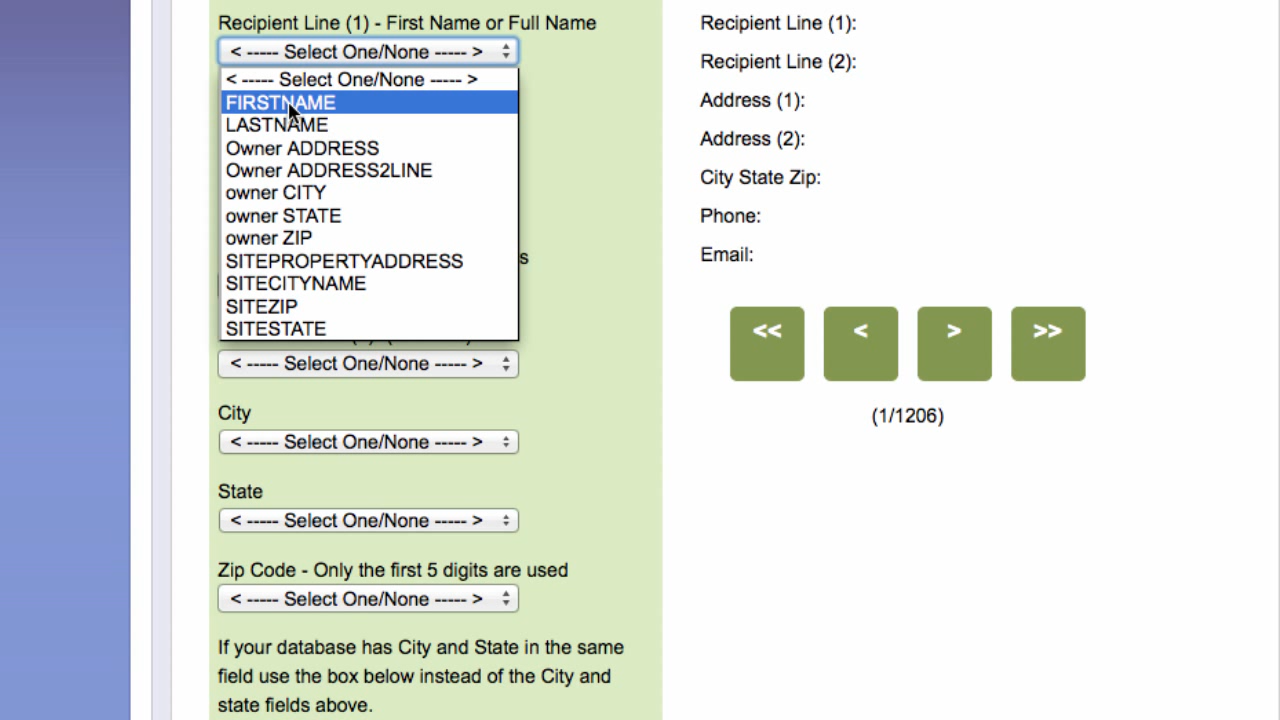 Recipient Line (1) - First Name or Full Name
< ----- Select One/None ----- >
< ----- Select One/None ----- >
FIRSTNAME
LASTNAME
Owner ADDRESS
Owner ADDRESS2LINE
owner CITY
owner STATE
owner ZIP
SITEPROPERTYADDRESS
SITECITYNAME
SITEZIP
SITESTATE
s
< ----- Select One/None ----- >
City
< ----- Select One/None ----- >
State
< ----- Select One/None ----- >
Zip Code - Only the first 5 digits are used
< ----- Select One/None ----- >
If your database has City and State in the same
field use the box below instead of the City and
state fields above.
Recipient Line (1):
Recipient Line (2):
Address (1):
Address (2):
City State Zip:
Phone:
Email:
<< < > >>
(1/1206)